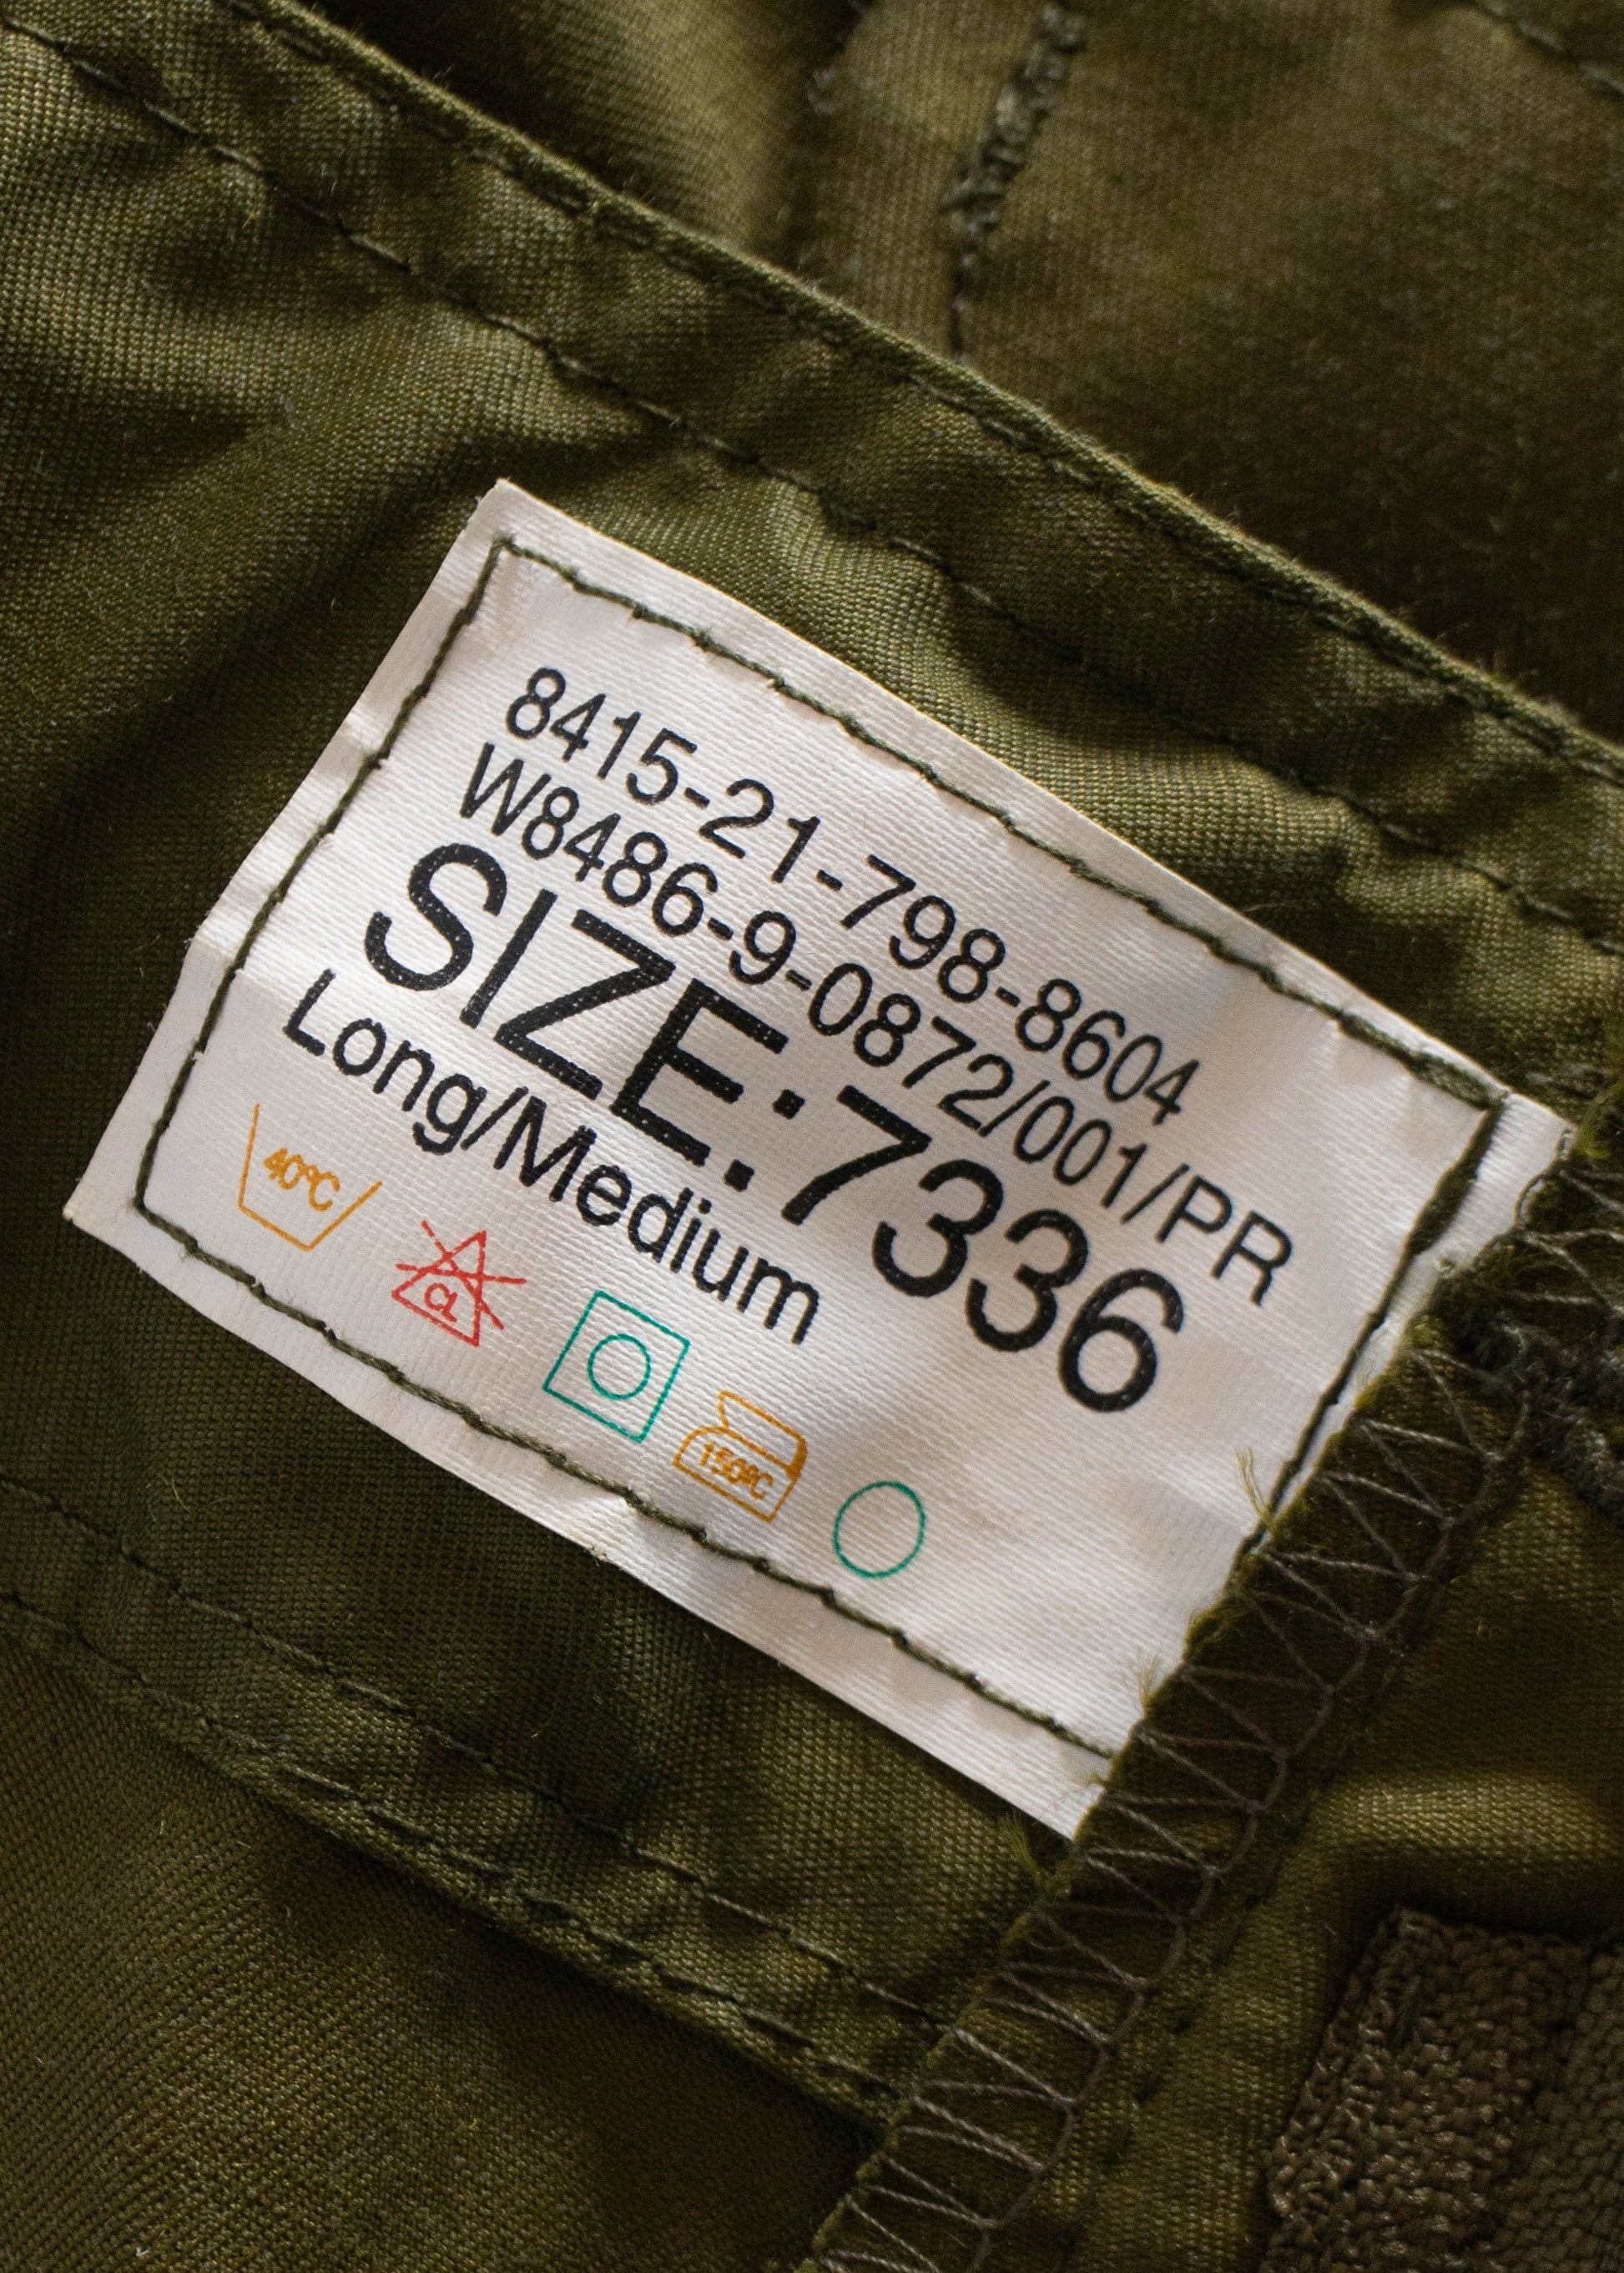 8415-21-798-8604
W8486-9-0872/001/PR
SIZE:7336
Long/Medium
40°C
CL
150°C